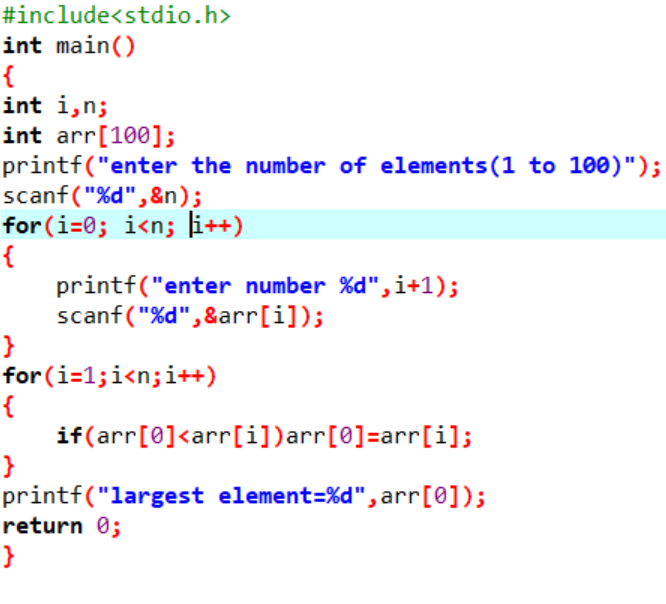 #include<stdio.h>
int main()
{
int i,n;
int arr[100];
printf("enter the number of elements(1 to 100)");
scanf("%d",&n);
for(i=0; i<n; i++)
{
    printf("enter number %d",i+1);
    scanf("%d",&arr[i]);
}
for(i=1;i<n;i++)
{
    if(arr[0]<arr[i])arr[0]=arr[i];
}
printf("largest element=%d",arr[0]);
return 0;
}